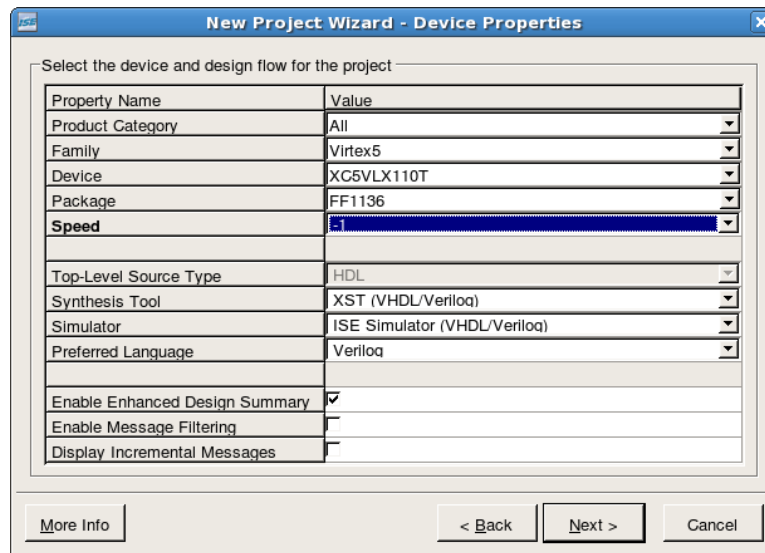 ISE New Project Wizard - Device Properties
Select the device and design flow for the project
Property Name Value
Product Category All
Family Virtex5
Device XC5VLX110T
Package FF1136
Speed -1
Top-Level Source Type HDL
Synthesis Tool XST (VHDL/Verilog)
Simulator ISE Simulator (VHDL/Verilog)
Preferred Language Verilog
Enable Enhanced Design Summary
Enable Message Filtering
Display Incremental Messages
More Info < Back Next > Cancel